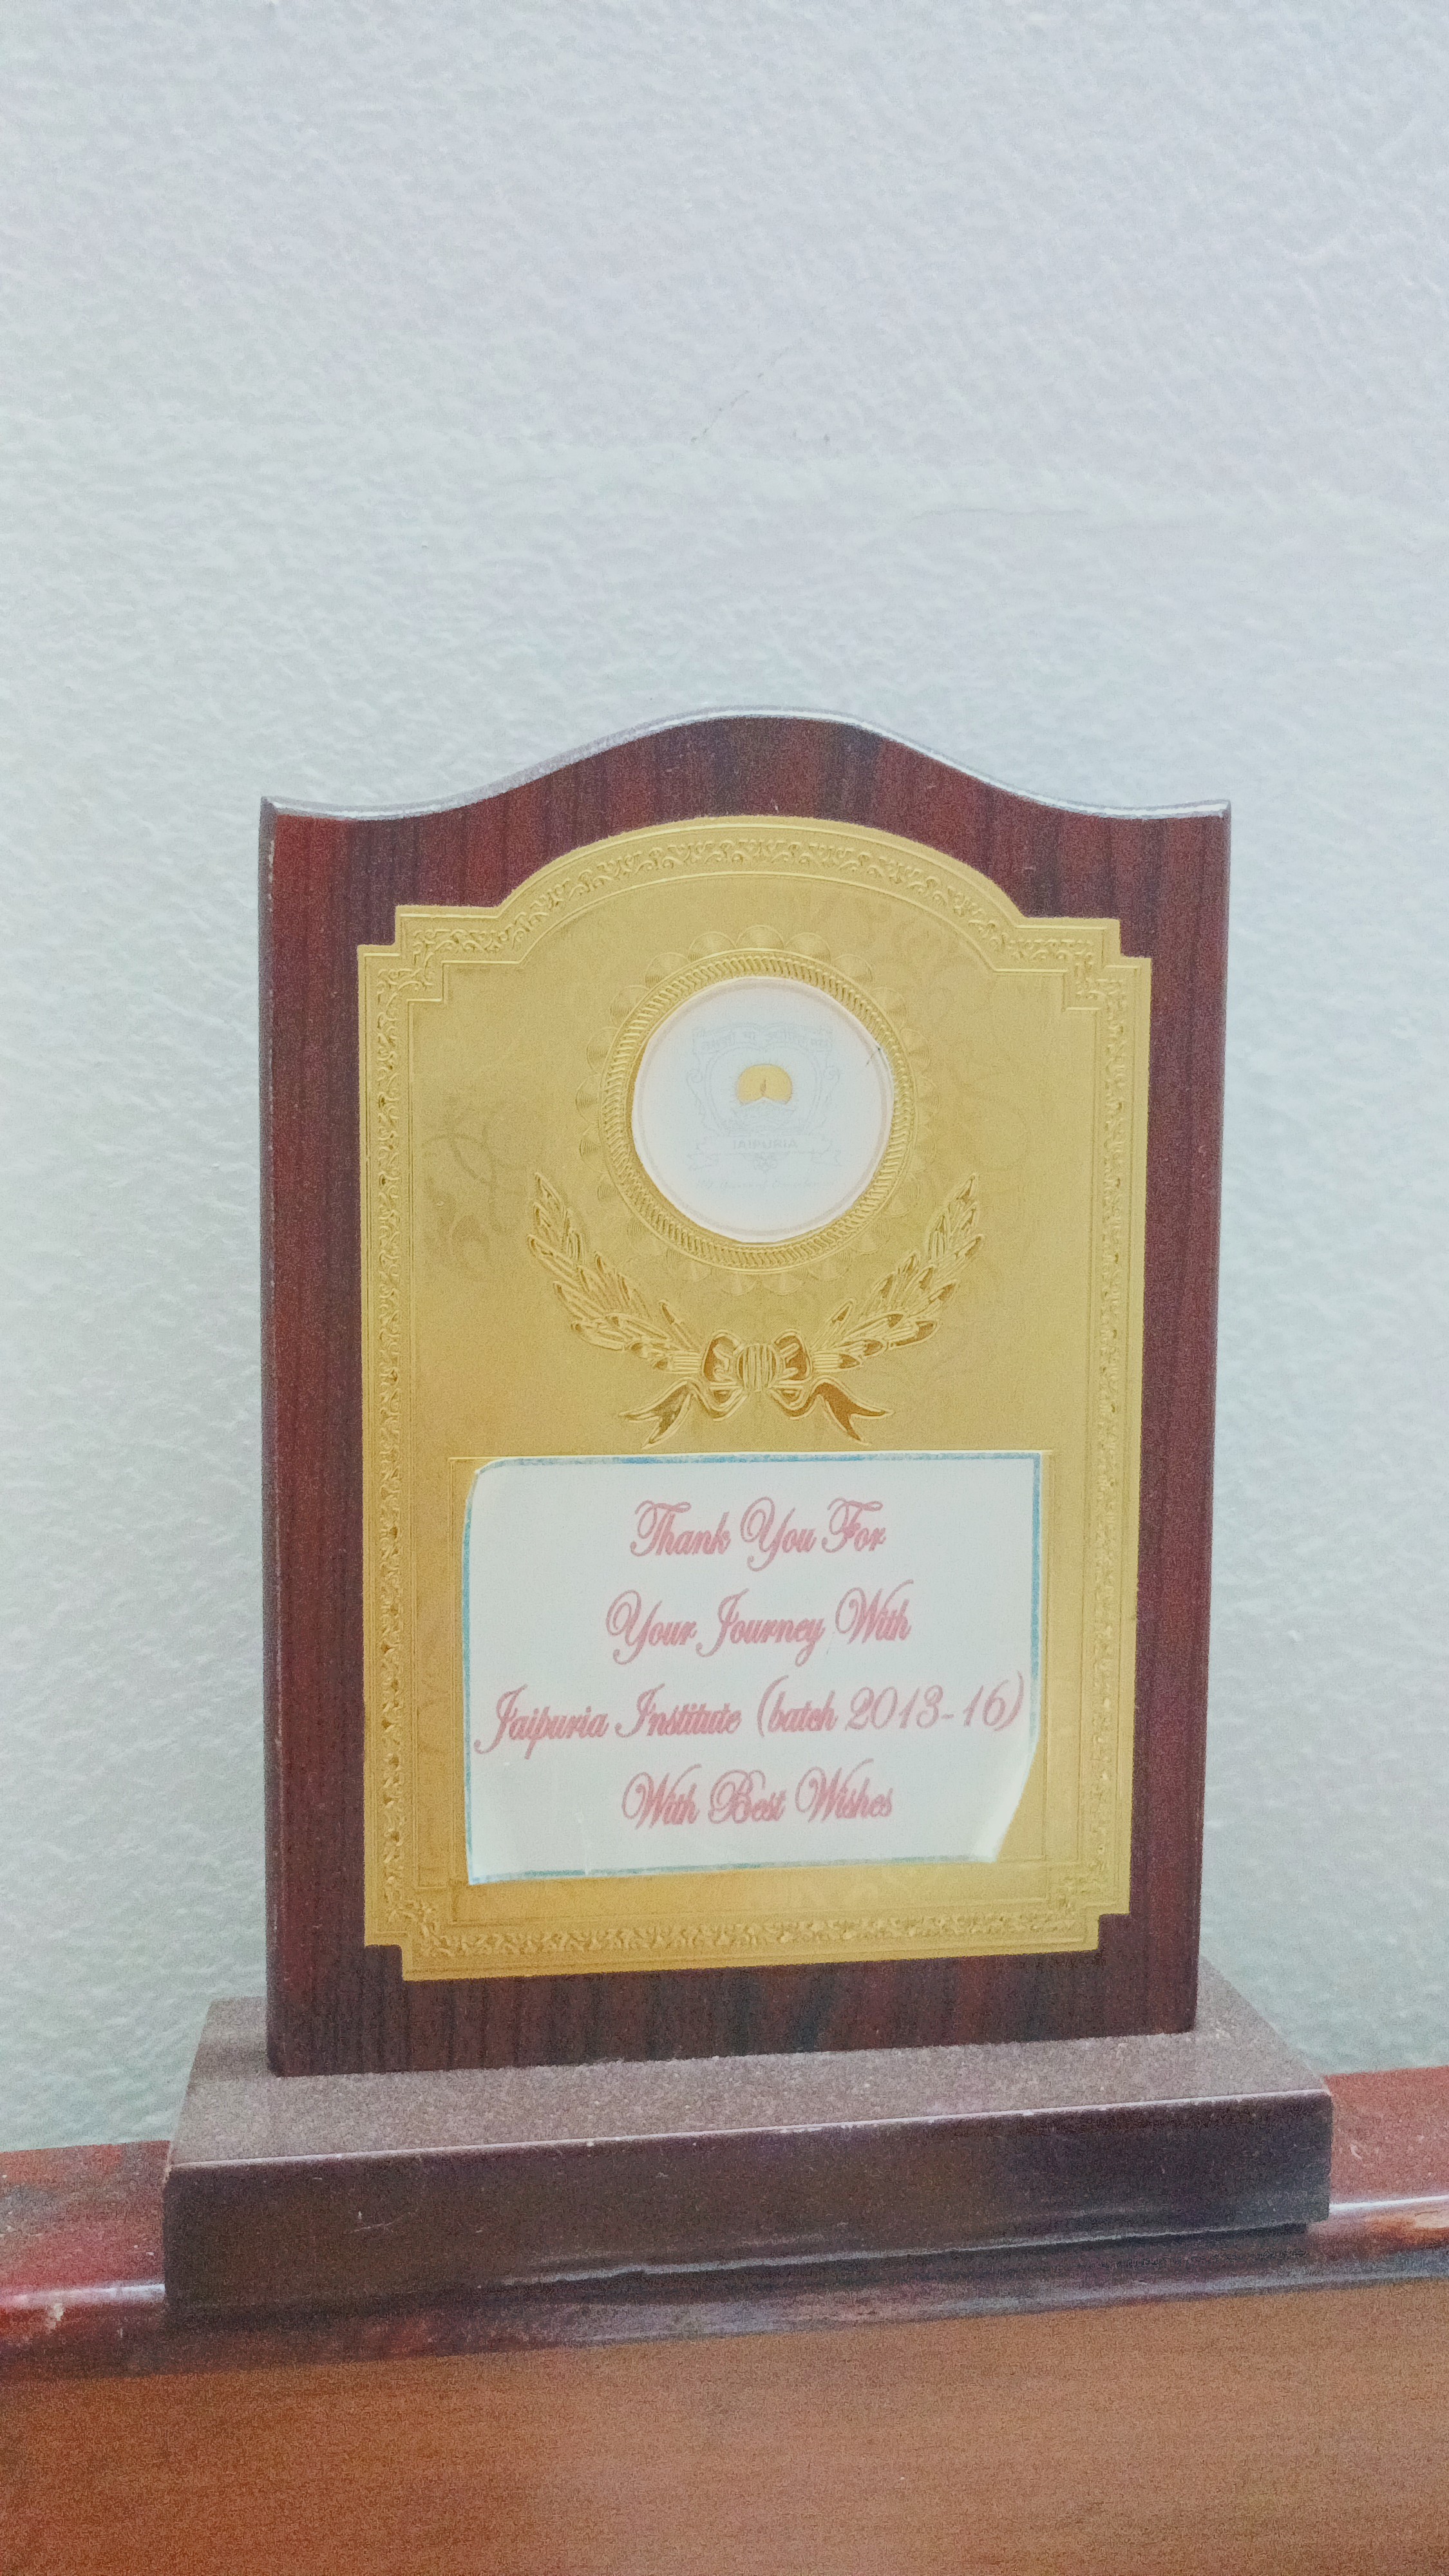 JAIPURIA
Thank You For
Your Journey With
Jaipuria Institute (batch 2013-16)
With Best Wishes